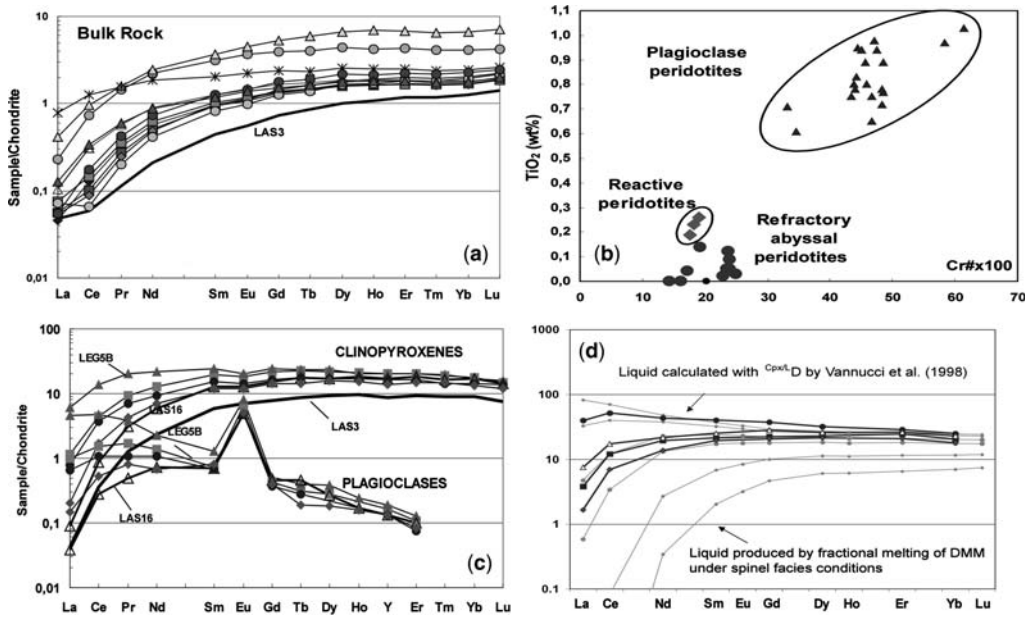 (a)
Bulk Rock
Sample\Chondrite
10
1
0,1
0,01
LAS3
La Ce Pr Nd Sm Eu Gd Tb Dy Ho Er Tm Yb Lu
(b)
TiO2 (wt%)
1,1
1,0
0,9
0,8
0,7
0,6
0,5
0,4
0,3
0,2
0,1
0,0
Plagioclase
peridotites
Reactive
peridotites
Refractory
abyssal
peridotites
Cr#x100
0 10 20 30 40 50 60 70
(c)
Sample/Chondrite
100
10
1
0,1
0,01
LEG5B
CLINOPYROXENES
LAS16
LEG5B
LAS3
PLAGIOCLASES
LAS16
La Ce Pr Nd Sm Eu Gd Tb Dy Ho Y Er Tm Yb Lu
(d)
1000
100
10
1
0.1
Liquid calculated with Cpx/LD by Vannucci et al. (1998)
Liquid produced by fractional melting of DMM
under spinel facies conditions
La Ce Nd Sm Eu Gd Dy Ho Er Yb Lu